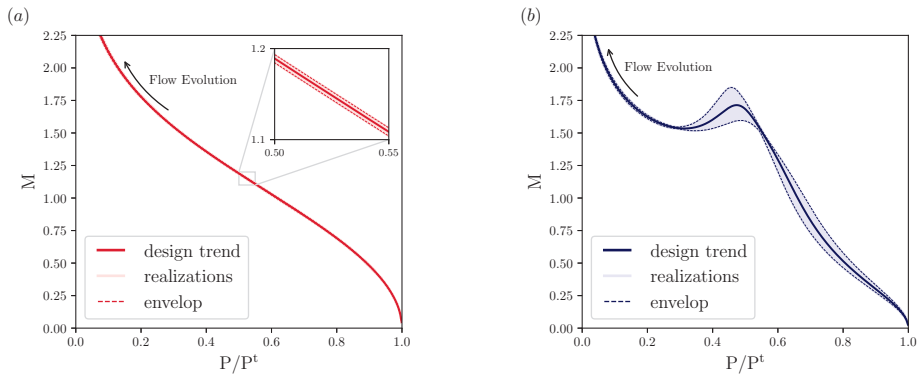 (a)
2.25
2.00
1.75
1.50
1.25
1.00
0.75
0.50
0.25
0.00
M
Flow Evolution
1.2
1.1
0.50
0.55
design trend
realizations
envelop
0.0
0.2
0.4
0.6
0.8
1.0
P/Pᵗ
(b)
2.25
2.00
1.75
1.50
1.25
1.00
0.75
0.50
0.25
0.00
M
Flow Evolution
design trend
realizations
envelop
0.0
0.2
0.4
0.6
0.8
1.0
P/Pᵗ